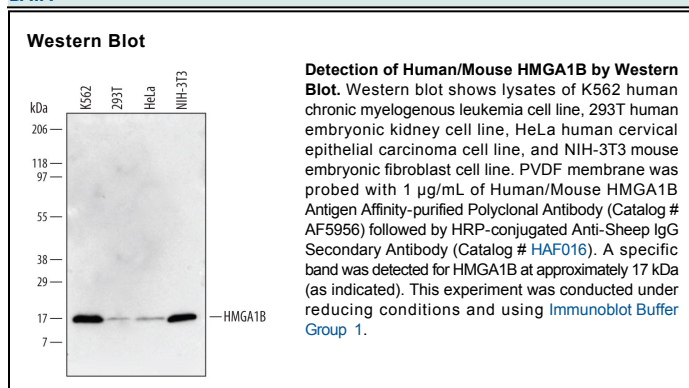 Western Blot
kDa
K562
293T
HeLa
NIH-3T3
206
118
97
55
38
29
17
7
HMGA1B
Detection of Human/Mouse HMGA1B by Western
Blot. Western blot shows lysates of K562 human
chronic myelogenous leukemia cell line, 293T human
embryonic kidney cell line, HeLa human cervical
epithelial carcinoma cell line, and NIH-3T3 mouse
embryonic fibroblast cell line. PVDF membrane was
probed with 1 µg/mL of Human/Mouse HMGA1B
Antigen Affinity-purified Polyclonal Antibody (Catalog #
AF5956) followed by HRP-conjugated Anti-Sheep IgG
Secondary Antibody (Catalog # HAF016). A specific
band was detected for HMGA1B at approximately 17 kDa
(as indicated). This experiment was conducted under
reducing conditions and using Immunoblot Buffer
Group 1.